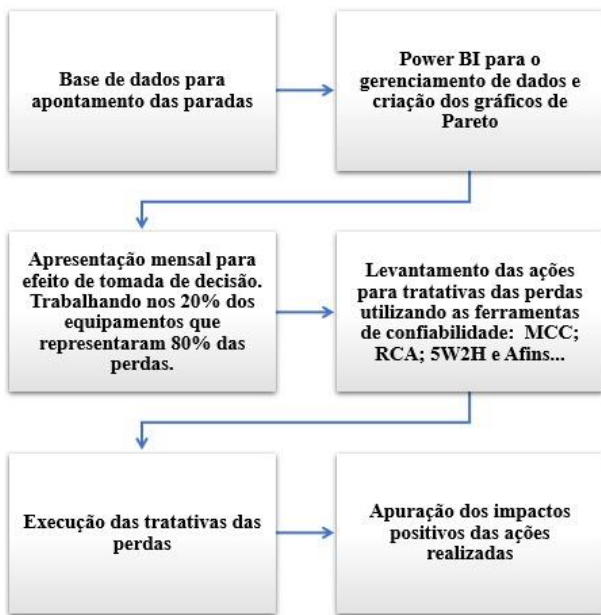 Base de dados para
apontamento das paradas
Power BI para o
gerenciamento de dados e
criação dos gráficos de
Pareto
Apresentação mensal para
efeito de tomada de decisão.
Trabalhando nos 20% dos
equipamentos que
representaram 80% das
perdas.
Levantamento das ações
para tratativas das perdas
utilizando as ferramentas
de confiabilidade: MCC;
RCA; 5W2H e Afins...
Execução das tratativas das
perdas
Apuração dos impactos
positivos das ações
realizadas